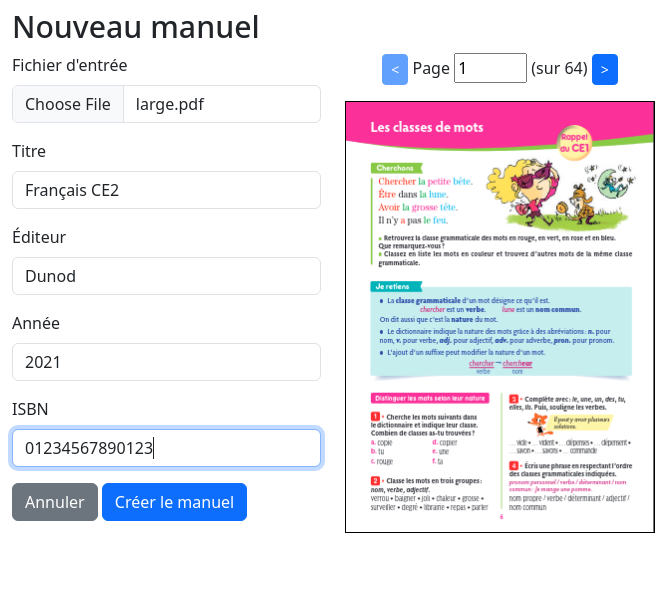 Nouveau manuel
Fichier d'entrée
Choose File large.pdf
Titre
Français CE2
Éditeur
Dunod
Année
2021
ISBN
01234567890123
Annuler Créer le manuel
< Page 1 (sur 64) >
Les classes de mots
Rappel
du CE1
Cherchons
Chercher la petite bête.
Être dans la lune.
Avoir la grosse tête.
Il n'y a pas le feu.
• Retrouvez la classe grammaticale des mots en rouge, en vert, en rose et en bleu.
Que remarquez-vous ?
• Classez en liste les mots en couleur et trouvez d'autres mots de la même classe
grammaticale.
Je retiens
• La classe grammaticale d'un mot désigne ce qu'il est.
chercher est un verbe. lune est un nom commun.
On dit aussi que c'est la nature du mot.
• Le dictionnaire indique la nature des mots grâce à des abréviations : n. pour
nom, v. pour verbe, adj. pour adjectif, adv. pour adverbe, pron. pour pronom.
• L'ajout d'un suffixe peut modifier la nature d'un mot.
chercher → chercheur
verbe nom
Distinguer les mots selon leur nature
1 • Cherche les mots suivants dans
le dictionnaire et indique leur classe.
Combien de classes as-tu trouvées ?
a. copie d. copier
b. tu e. une
c. rouge f. ta
2 • Classe les mots en trois groupes :
nom, verbe, adjectif.
verrou • baigner • joli • chaleur • grosse •
surveiller • degré • librairie • repas • parler
3 • Complète avec : le, une, un, des, tu,
elles, ils. Puis, souligne les verbes.
Il peut y avoir plusieurs
solutions.
... vide • ... vident • ... dépenses • ... dépement •
... savon • ... savons • ... commande
4 • Écris une phrase en respectant l'ordre
des classes grammaticales indiquées.
pronom personnel / verbe / déterminant / nom
commun : Je mange une pomme.
nom propre / verbe / déterminant / adjectif /
nom commun
6